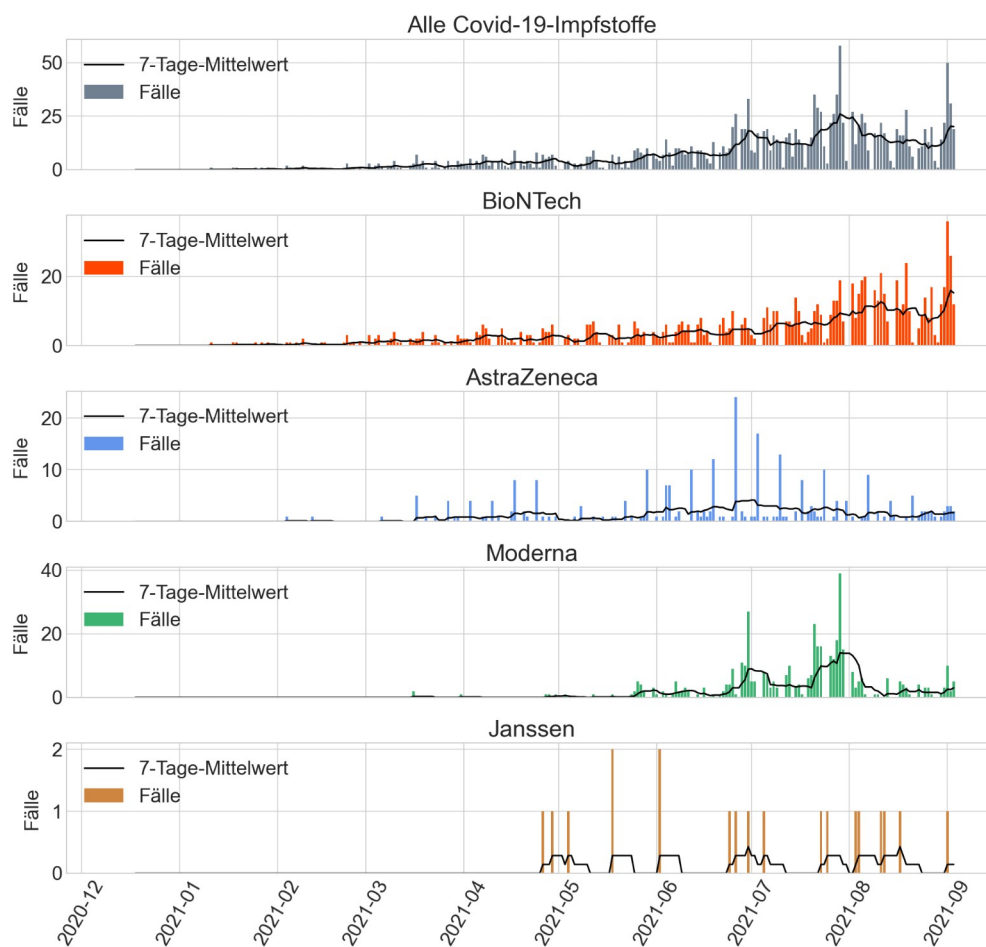 Alle Covid-19-Impfstoffe
50
25
0
Fälle
7-Tage-Mittelwert
Fälle
BioNTech
20
0
Fälle
7-Tage-Mittelwert
Fälle
AstraZeneca
20
10
0
Fälle
7-Tage-Mittelwert
Fälle
Moderna
40
20
0
Fälle
7-Tage-Mittelwert
Fälle
Janssen
2
1
0
Fälle
7-Tage-Mittelwert
Fälle
2020-12
2021-01
2021-02
2021-03
2021-04
2021-05
2021-06
2021-07
2021-08
2021-09